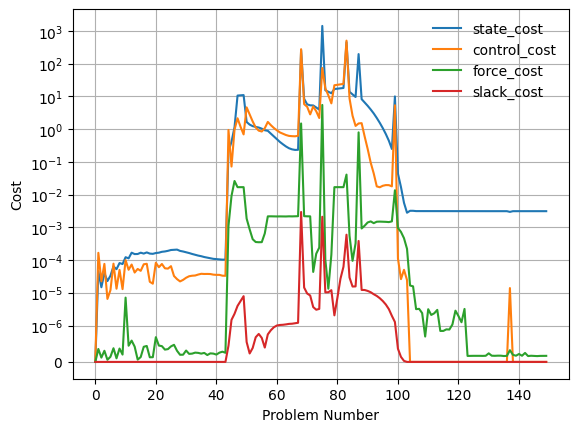 10³
10²
10¹
10⁰
10⁻¹
10⁻²
10⁻³
10⁻⁴
10⁻⁵
10⁻⁶
0
Cost
state_cost
control_cost
force_cost
slack_cost
0 20 40 60 80 100 120 140
Problem Number